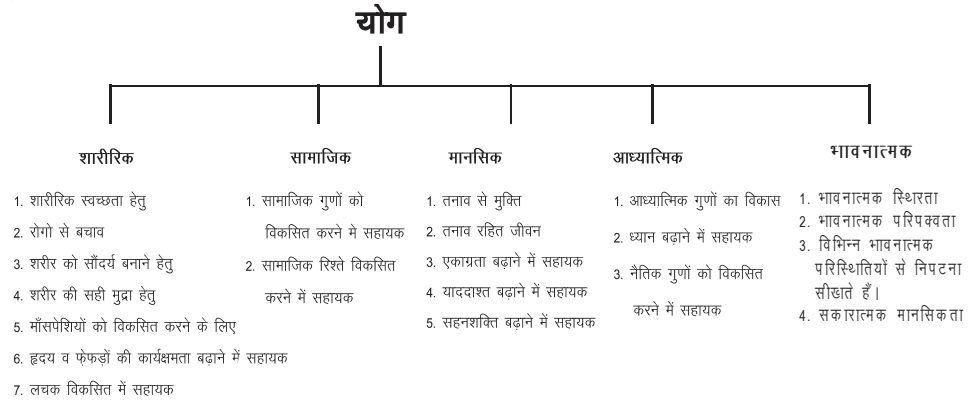 योग
शारीरिक
1. शारीरिक स्वच्छता हेतु
2. रोगो से बचाव
3. शरीर को सौंदर्य बनाने हेतु
4. शरीर की सही मुद्रा हेतु
5. माँसपेशियों को विकसित करने के लिए
6. हृदय व फे़फड़ों की कार्यक्षमता बढ़ाने में सहायक
7. लचक विकसित में सहायक
सामाजिक
1. सामाजिक गुणों को
विकसित करने मे सहायक
2. सामाजिक रिश्ते विकसित
करने में सहायक
मानसिक
1. तनाव से मुक्ति
2. तनाव रहित जीवन
3. एकाग्रता बढ़ाने में सहायक
4. याददाश्त बढ़ाने में सहायक
5. सहनशक्ति बढ़ाने में सहायक
आध्यात्मिक
1. आध्यात्मिक गुणों का विकास
2. ध्यान बढ़ाने में सहायक
3. नैतिक गुणों को विकसित
करने में सहायक
भावनात्मक
1. भावनात्मक स्थिरता
2. भावनात्मक परिपक्वता
3. विभिन्न भावनात्मक
परिस्थितियों से निपटना
सीखते हैं।
4. सकारात्मक मानसिकता